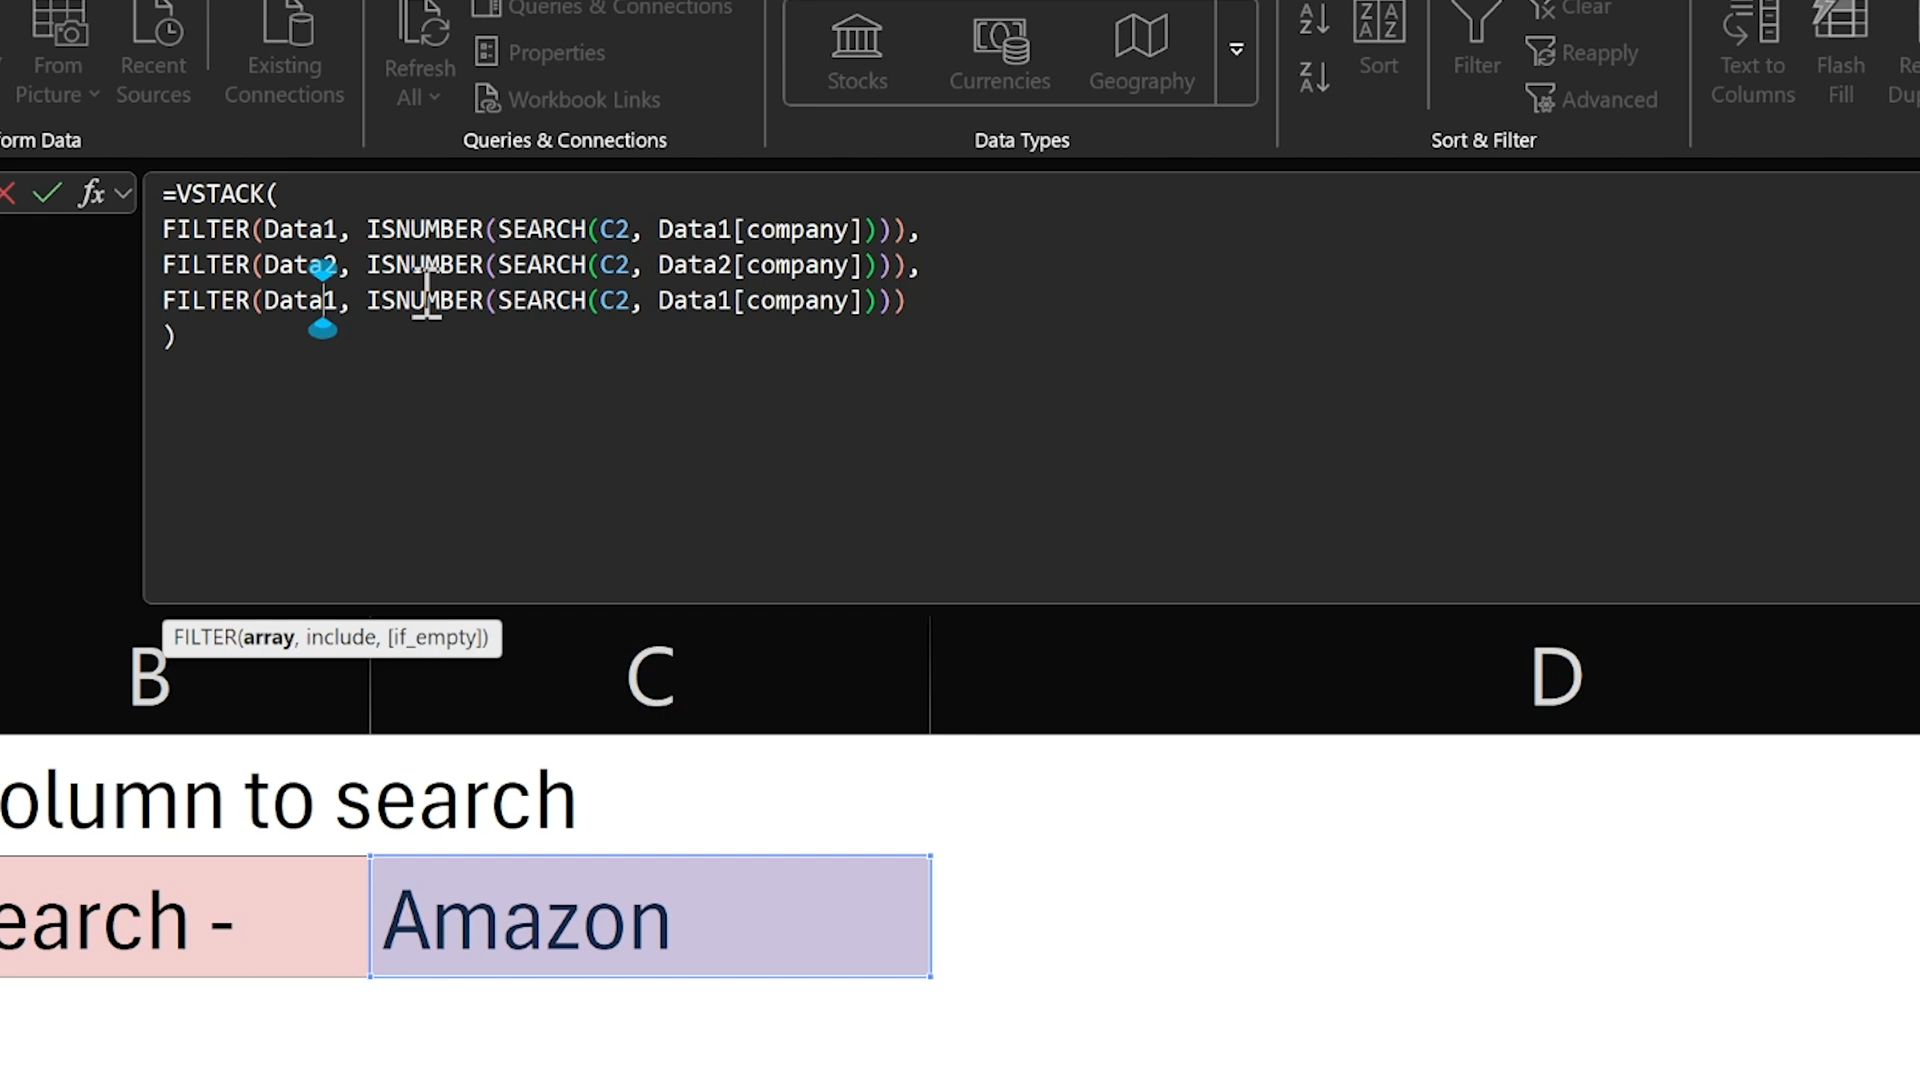 Queries & Connections
Clear
Properties
Reapply
From
Picture
Recent
Sources
Existing
Connections
Refresh
All
Workbook Links
Stocks
Currencies
Geography
Sort
Filter
Advanced
Text to
Columns
Flash
Fill
orm Data
Queries & Connections
Data Types
Sort & Filter
fx
=VSTACK(
FILTER(Data1, ISNUMBER(SEARCH(C2, Data1[company]))),
FILTER(Data2, ISNUMBER(SEARCH(C2, Data2[company]))),
FILTER(Data1, ISNUMBER(SEARCH(C2, Data1[company])))
)
FILTER(array, include, [if_empty])
B
C
D
olumn to search
earch -
Amazon